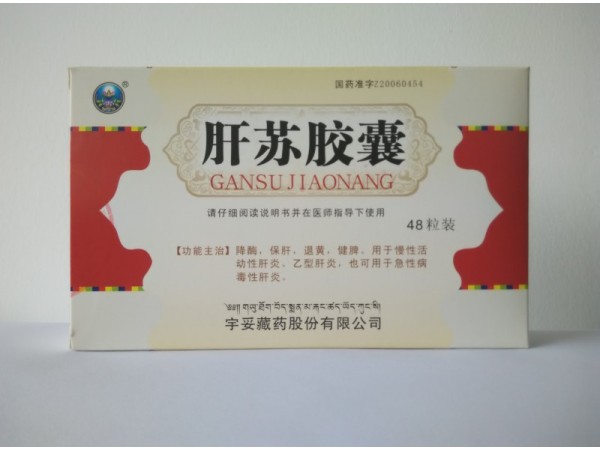 国药准字Z20060454
肝苏胶囊
GANSU JIAONANG
请仔细阅读说明书并在医师指导下使用
48粒装
【功能主治】降酶，保肝，退黄，健脾。用于慢性活
动性肝炎、乙型肝炎，也可用于急性病
毒性肝炎。
宇妥藏药股份有限公司